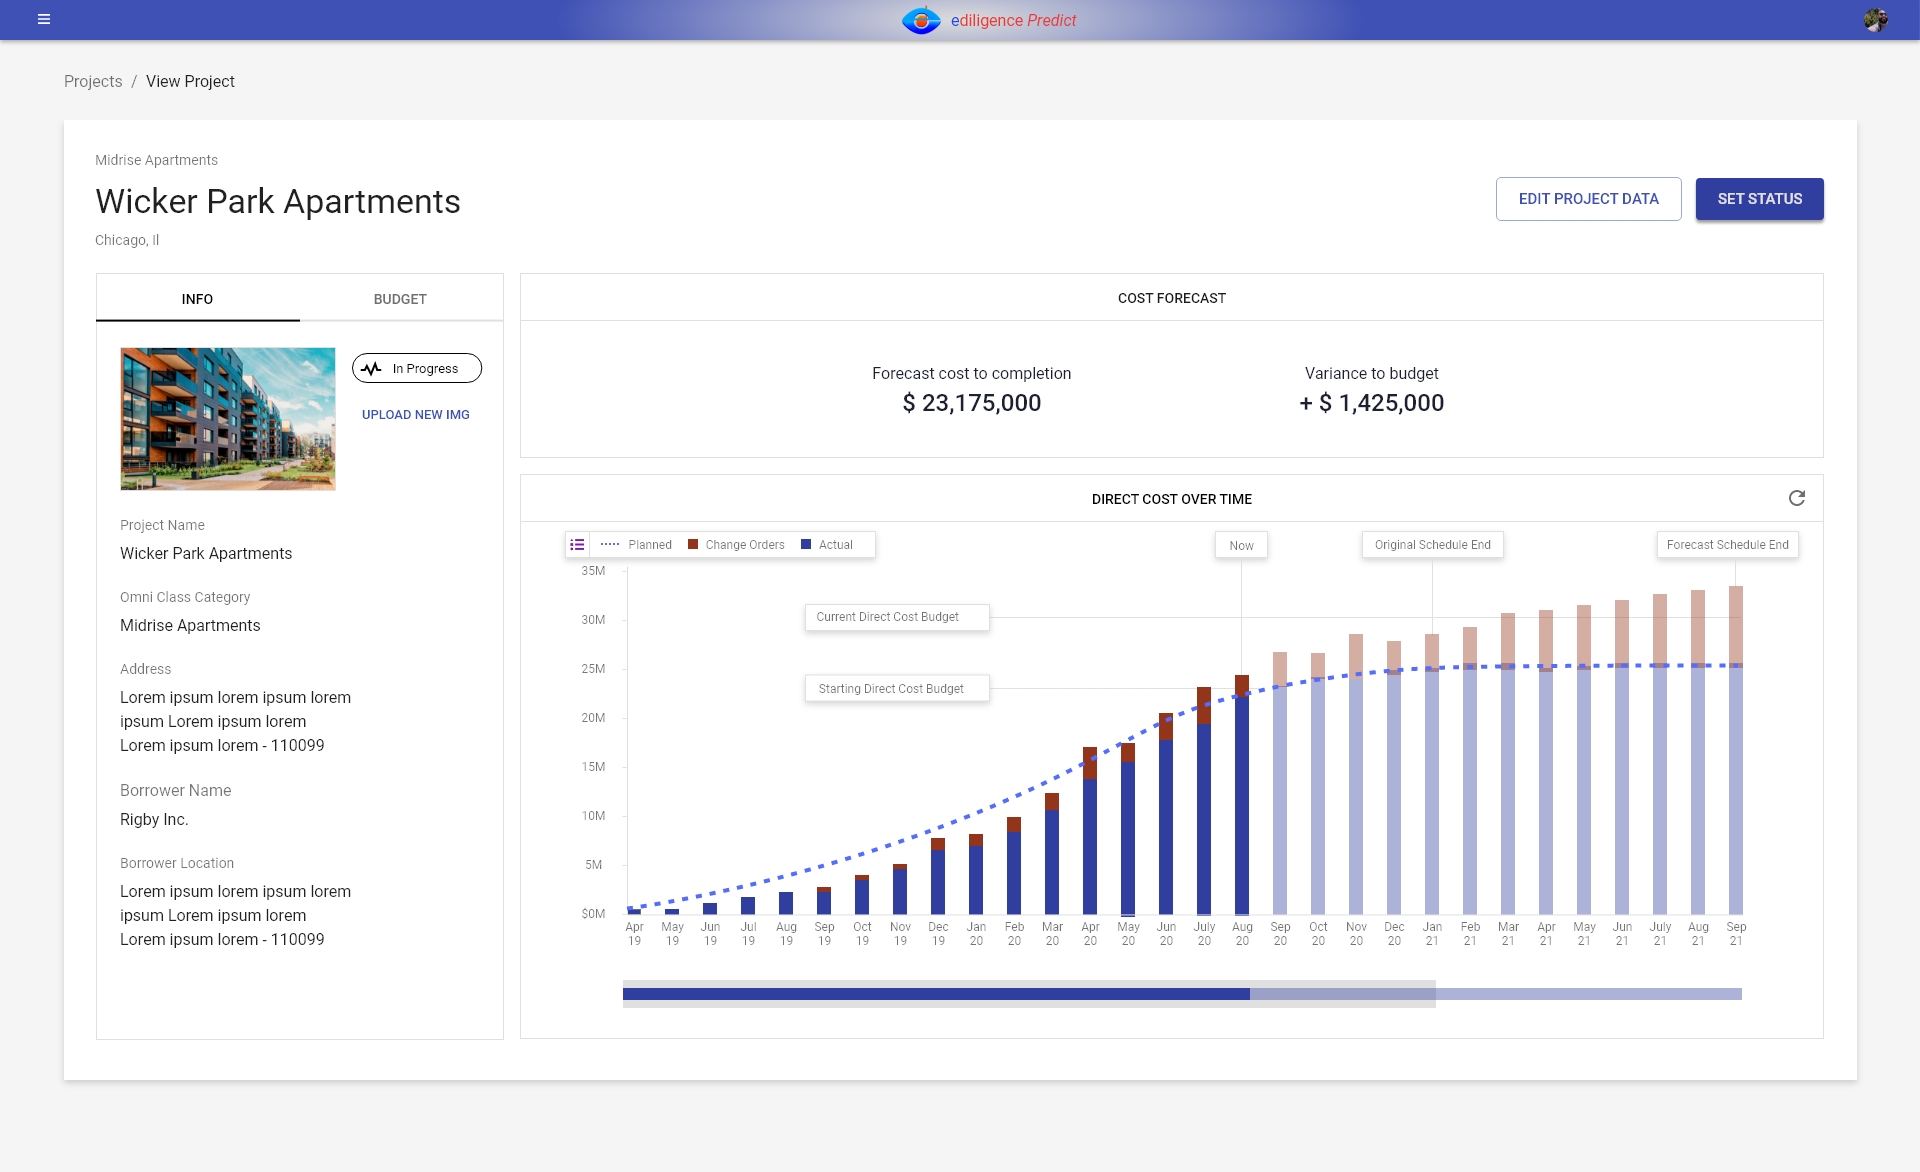 ediligence Predict
Projects / View Project
Midrise Apartments
Wicker Park Apartments
Chicago, Il
EDIT PROJECT DATA
SET STATUS
INFO
BUDGET
In Progress
UPLOAD NEW IMG
Project Name
Wicker Park Apartments
Omni Class Category
Midrise Apartments
Address
Lorem ipsum lorem ipsum lorem
ipsum Lorem ipsum lorem
Lorem ipsum lorem - 110099
Borrower Name
Rigby Inc.
Borrower Location
Lorem ipsum lorem ipsum lorem
ipsum Lorem ipsum lorem
Lorem ipsum lorem - 110099
COST FORECAST
Forecast cost to completion
$ 23,175,000
Variance to budget
+ $ 1,425,000
DIRECT COST OVER TIME
Planned Change Orders Actual
Now
Original Schedule End
Forecast Schedule End
Current Direct Cost Budget
Starting Direct Cost Budget
35M
30M
25M
20M
15M
10M
5M
$0M
Apr May Jun Jul Aug Sep Oct Nov Dec Jan Feb Mar Apr May Jun July Aug Sep Oct Nov Dec Jan Feb Mar Apr May Jun July Aug Sep
19 19 19 19 19 19 19 19 19 20 20 20 20 20 20 20 20 20 20 20 20 21 21 21 21 21 21 21 21 21